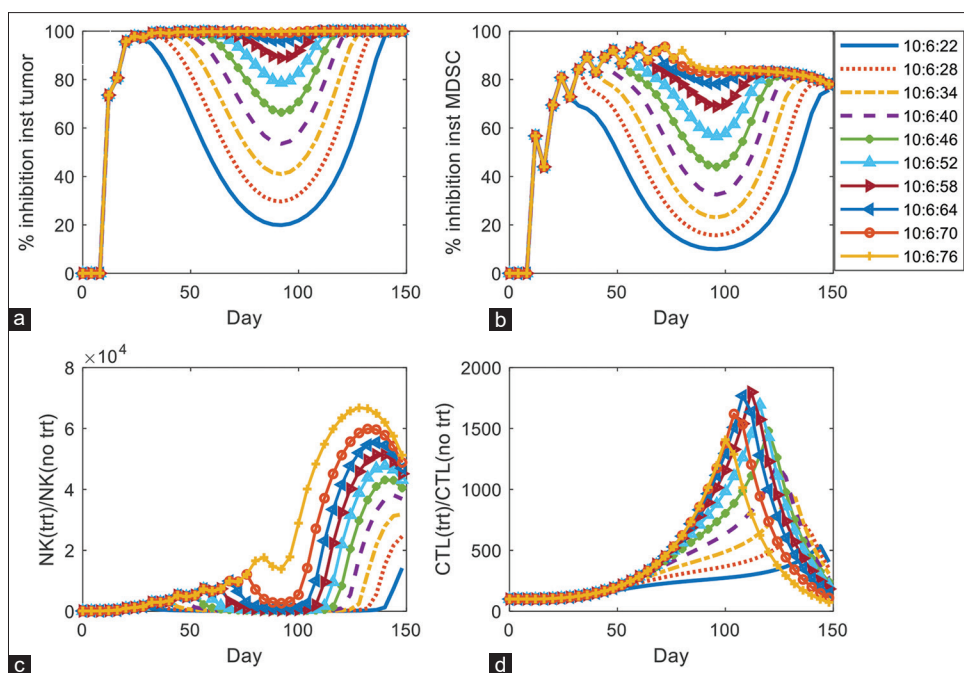 % inhibition inst tumor
100
80
60
40
20
0
0 50 100 150
Day
a
% inhibition inst MDSC
100
80
60
40
20
0
0 50 100 150
Day
b
10:6:22
10:6:28
10:6:34
10:6:40
10:6:46
10:6:52
10:6:58
10:6:64
10:6:70
10:6:76
×10⁴
NK(trt)/NK(no trt)
8
6
4
2
0
0 50 100 150
Day
c
CTL(trt)/CTL(no trt)
2000
1500
1000
500
0
0 50 100 150
Day
d